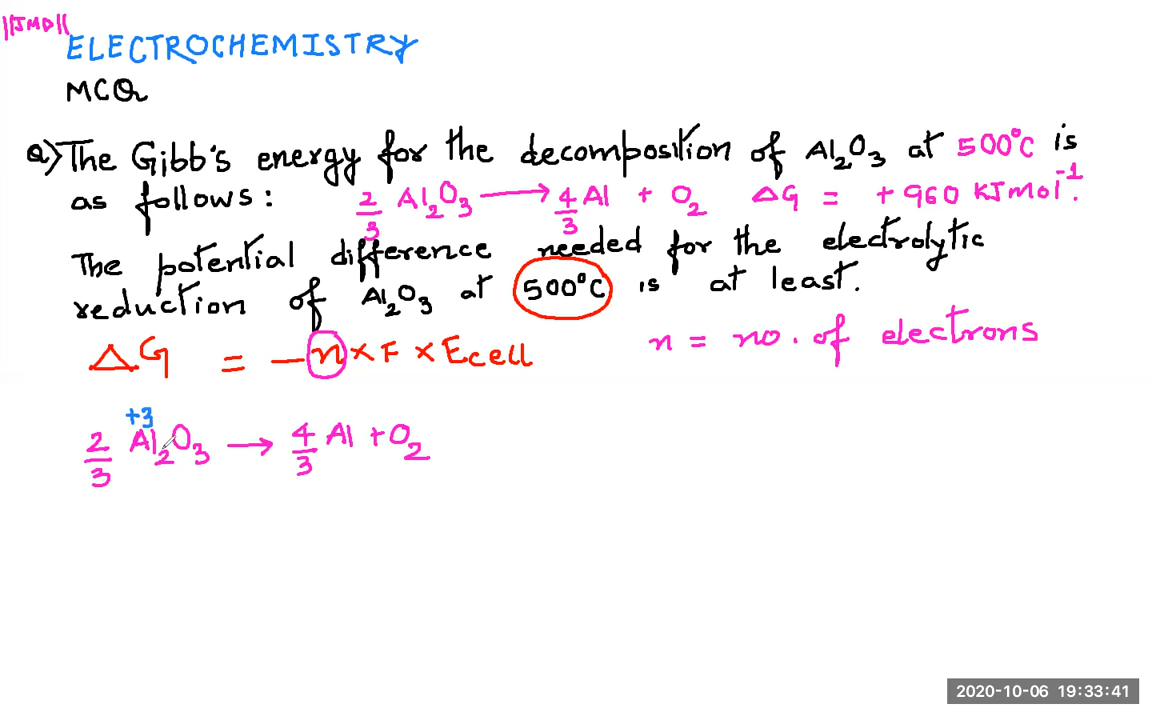 ||JMD||
ELECTROCHEMISTRY
MCQ
Q) The Gibb's energy for the decomposition of Al₂O₃ at 500°C is
as follows: 2/3 Al₂O₃ → 4/3 Al + O₂ ΔG = +960 KJMol⁻¹.
The potential difference needed for the electrolytic
reduction of Al₂O₃ at 500°C is at least.
ΔG = -n × F × Ecell n = no. of electrons
+3
2/3 Al₂O₃ → 4/3 Al + O₂
2020-10-06 19:33:41